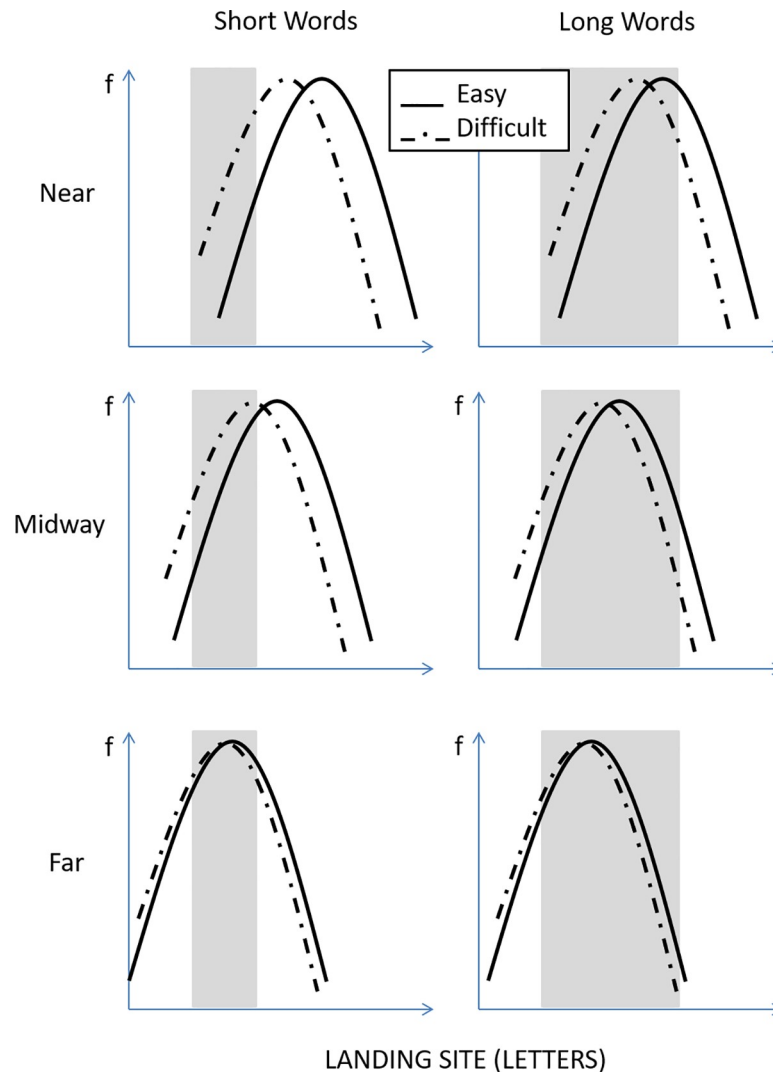 Short Words
Long Words
f
Easy
Difficult
Near
f
f
Midway
f
f
Far
LANDING SITE (LETTERS)